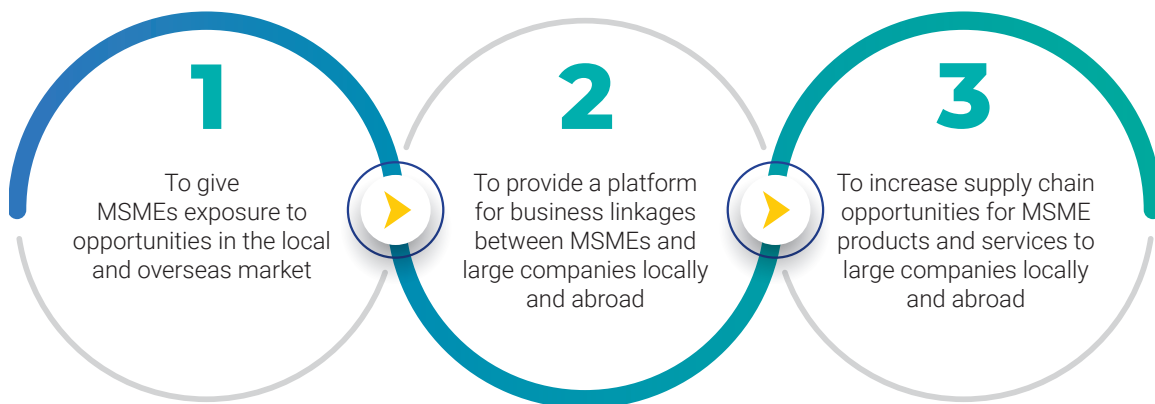 1
To give
MSMEs exposure to
opportunities in the local
and overseas market
2
To provide a platform
for business linkages
between MSMEs and
large companies locally
and abroad
3
To increase supply chain
opportunities for MSME
products and services to
large companies locally
and abroad